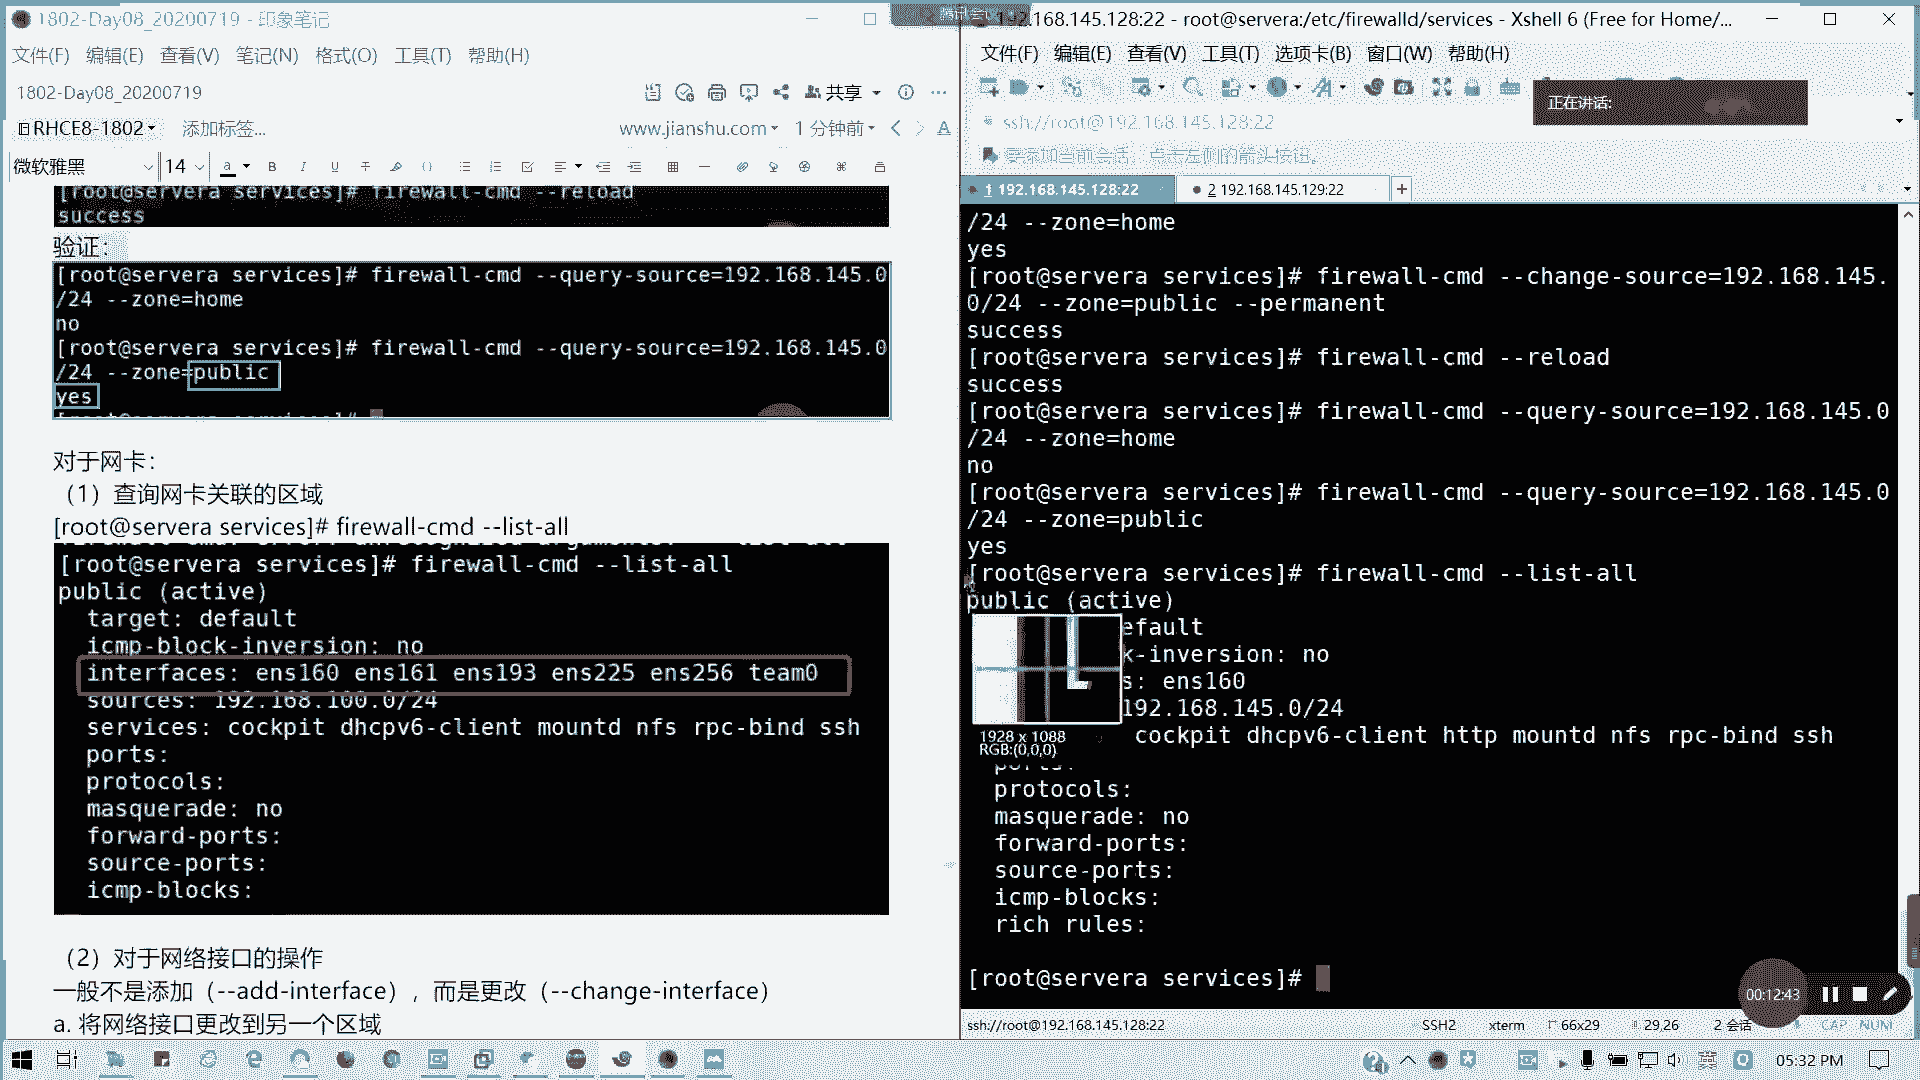 1802-Day08_20200719 - 印象笔记
文件(F) 编辑(E) 查看(V) 笔记(N) 格式(O) 工具(T) 帮助(H)
1802-Day08_20200719
共享
RHCE8-1802
添加标签...
www.jianshu.com
1 分钟前
微软雅黑
14
[root@servera services]# firewall-cmd --reload
success
验证：
[root@servera services]# firewall-cmd --query-source=192.168.145.0
/24 --zone=home
no
[root@servera services]# firewall-cmd --query-source=192.168.145.0
/24 --zone=public
yes
对于网卡：
（1）查询网卡关联的区域
[root@servera services]# firewall-cmd --list-all
[root@servera services]# firewall-cmd --list-all
public (active)
target: default
icmp-block-inversion: no
interfaces: ens160 ens161 ens193 ens225 ens256 team0
sources: 192.168.100.0/24
services: cockpit dhcpv6-client mountd nfs rpc-bind ssh
ports:
protocols:
masquerade: no
forward-ports:
source-ports:
icmp-blocks:
（2）对于网络接口的操作
一般不是添加（--add-interface），而是更改（--change-interface）
a. 将网络接口更改到另一个区域
腾讯会议
192.168.145.128:22 - root@servera:/etc/firewalld/services - Xshell 6 (Free for Home/...
文件(F) 编辑(E) 查看(V) 工具(T) 选项卡(B) 窗口(W) 帮助(H)
正在讲话:
ssh://root@192.168.145.128:22
要添加当前会话，点击左侧的箭头按钮。
1 192.168.145.128:22
2 192.168.145.129:22
/24 --zone=home
yes
[root@servera services]# firewall-cmd --change-source=192.168.145.
0/24 --zone=public --permanent
success
[root@servera services]# firewall-cmd --reload
success
[root@servera services]# firewall-cmd --query-source=192.168.145.0
/24 --zone=home
no
[root@servera services]# firewall-cmd --query-source=192.168.145.0
/24 --zone=public
yes
[root@servera services]# firewall-cmd --list-all
public (active)
efault
k-inversion: no
s: ens160
192.168.145.0/24
cockpit dhcpv6-client http mountd nfs rpc-bind ssh
1928 x 1088
RGB:(0,0,0)
ports:
protocols:
masquerade: no
forward-ports:
source-ports:
icmp-blocks:
rich rules:
[root@servera services]#
00:12:43
ssh://root@192.168.145.128:22
SSH2
xterm
66x29
29,26
2 会话
CAP NUM
英
05:32 PM